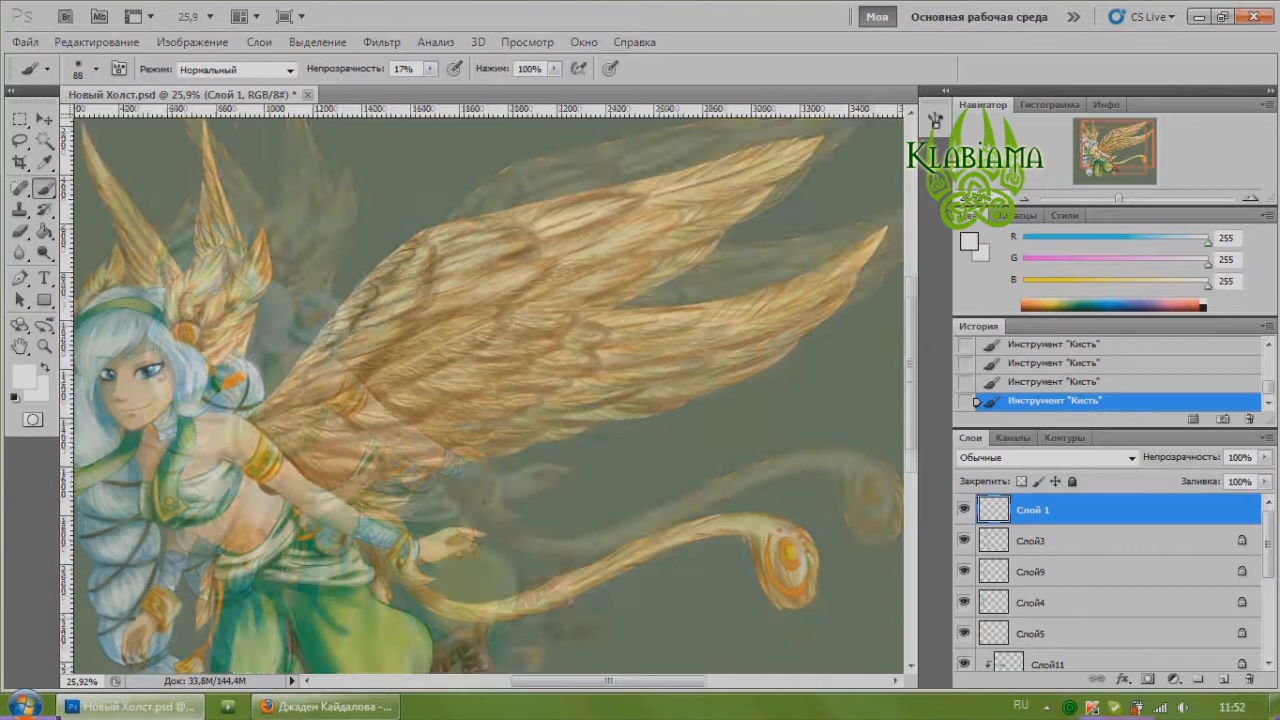 Ps Br Mb 25,9 Моя Основная рабочая среда CS Live
Файл Редактирование Изображение Слои Выделение Фильтр Анализ 3D Просмотр Окно Справка
88 Режим: Нормальный Непрозрачность: 17% Нажим: 100%
Новый Холст.psd @ 25,9% (Слой 1, RGB/8#) *
Навигатор Гистограмма Инфо
KLABIAMA
Стили
R 255
G 255
B 255
История
Инструмент "Кисть"
Инструмент "Кисть"
Инструмент "Кисть"
Инструмент "Кисть"
Слои Каналы Контуры
Обычные Непрозрачность: 100%
Закрепить: Заливка: 100%
Слой 1
Слой3
Слой9
Слой4
Слой5
Слой11
25,92% Док: 33,8M/144,4M
Новый Холст.psd @... Джаден Кайдалова -... RU 11:52